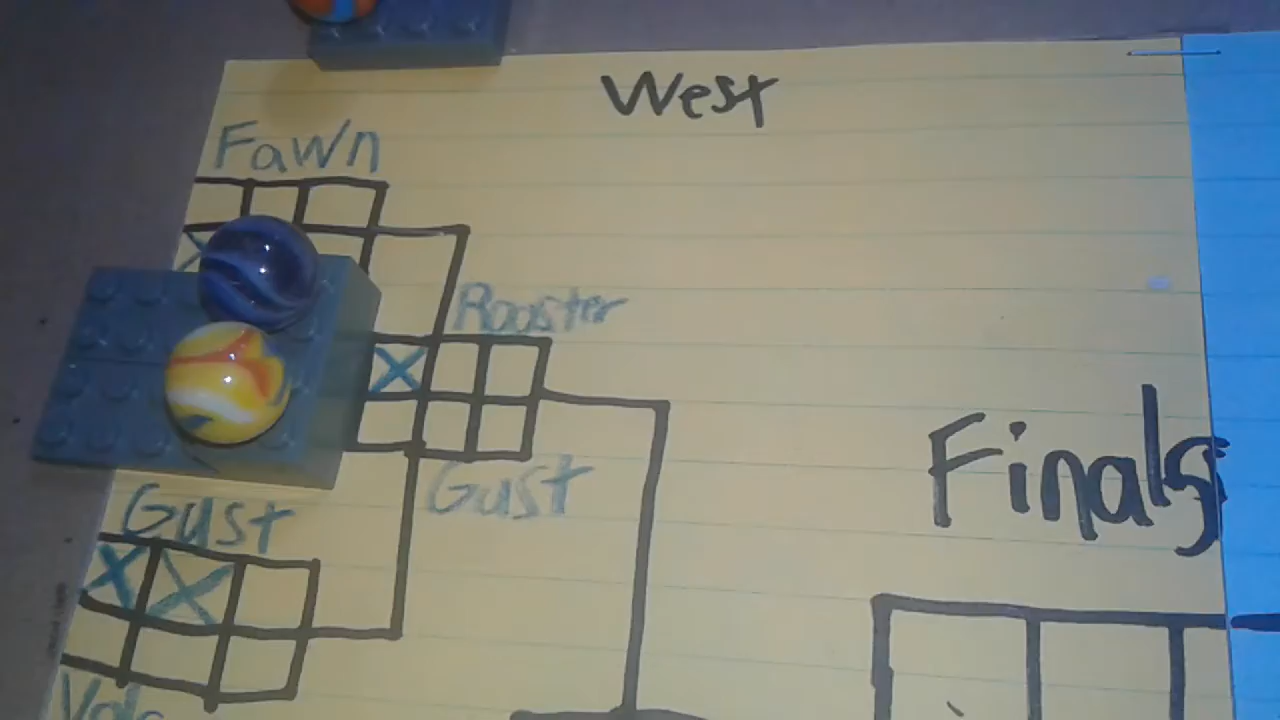 West
Fawn
X
Rooster
X
Finals
Gust
Gust
X X